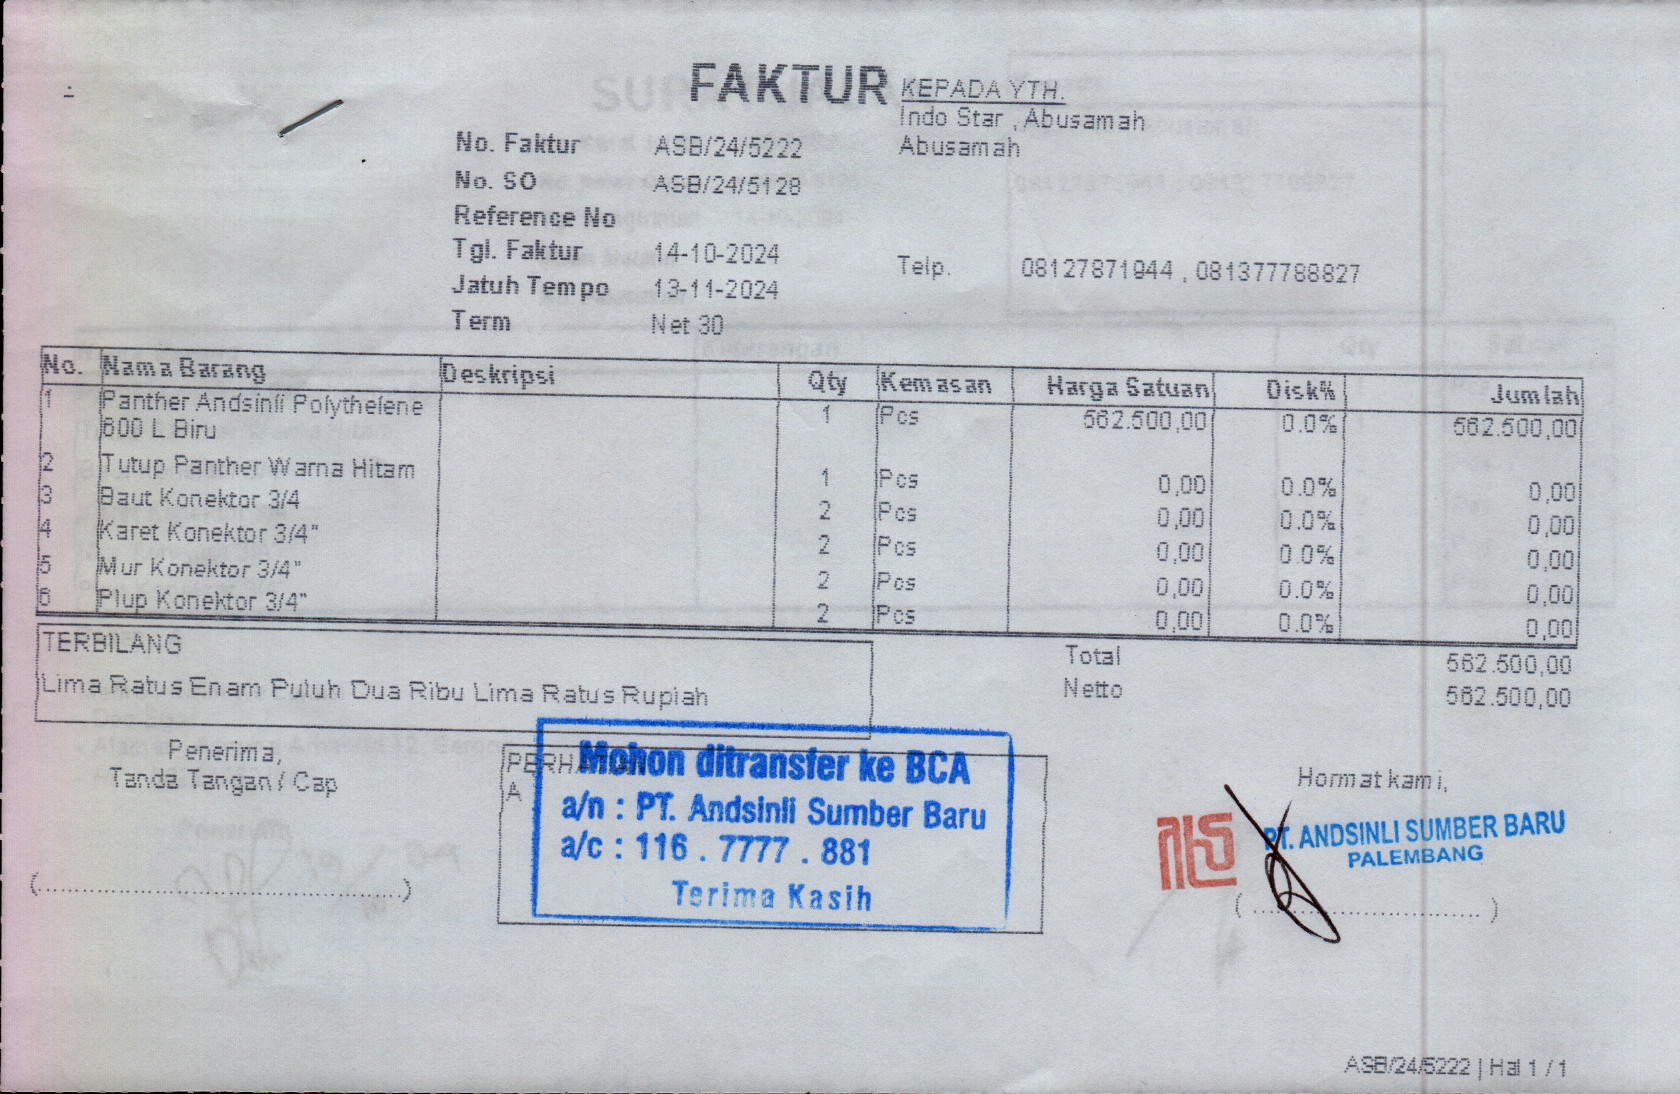 FAKTUR
KEPADA YTH.
Indo Star , Abusamah
Abusamah
No. Faktur ASB/24/5222
No. SO ASB/24/5128
Reference No
Tgl. Faktur 14-10-2024
Jatuh Tempo 13-11-2024
Term Net 30
Telp. 08127871944 , 081377788827
No. Nama Barang Deskripsi Qty Kemasan Harga Satuan Disk% Jumlah
1 Panther Andsinli Polythelene 1 Pcs 562.500,00 0.0% 562.500,00
600 L Biru
2 Tutup Panther Warna Hitam 1 Pcs 0,00 0.0% 0,00
3 Baut Konektor 3/4 2 Pcs 0,00 0.0% 0,00
4 Karet Konektor 3/4" 2 Pcs 0,00 0.0% 0,00
5 Mur Konektor 3/4" 2 Pcs 0,00 0.0% 0,00
6 Plup Konektor 3/4" 2 Pcs 0,00 0.0% 0,00
TERBILANG
Lima Ratus Enam Puluh Dua Ribu Lima Ratus Rupiah
Total 562.500,00
Netto 562.500,00
Penerima,
Tanda Tangan / Cap
(..........................................)
A
Mohon ditransfer ke BCA
a/n : PT. Andsinli Sumber Baru
a/c : 116 . 7777 . 881
Terima Kasih
Hormat kami,
PT. ANDSINLI SUMBER BARU
PALEMBANG
( .................................. )
ASB/24/5222 | Hal 1 / 1